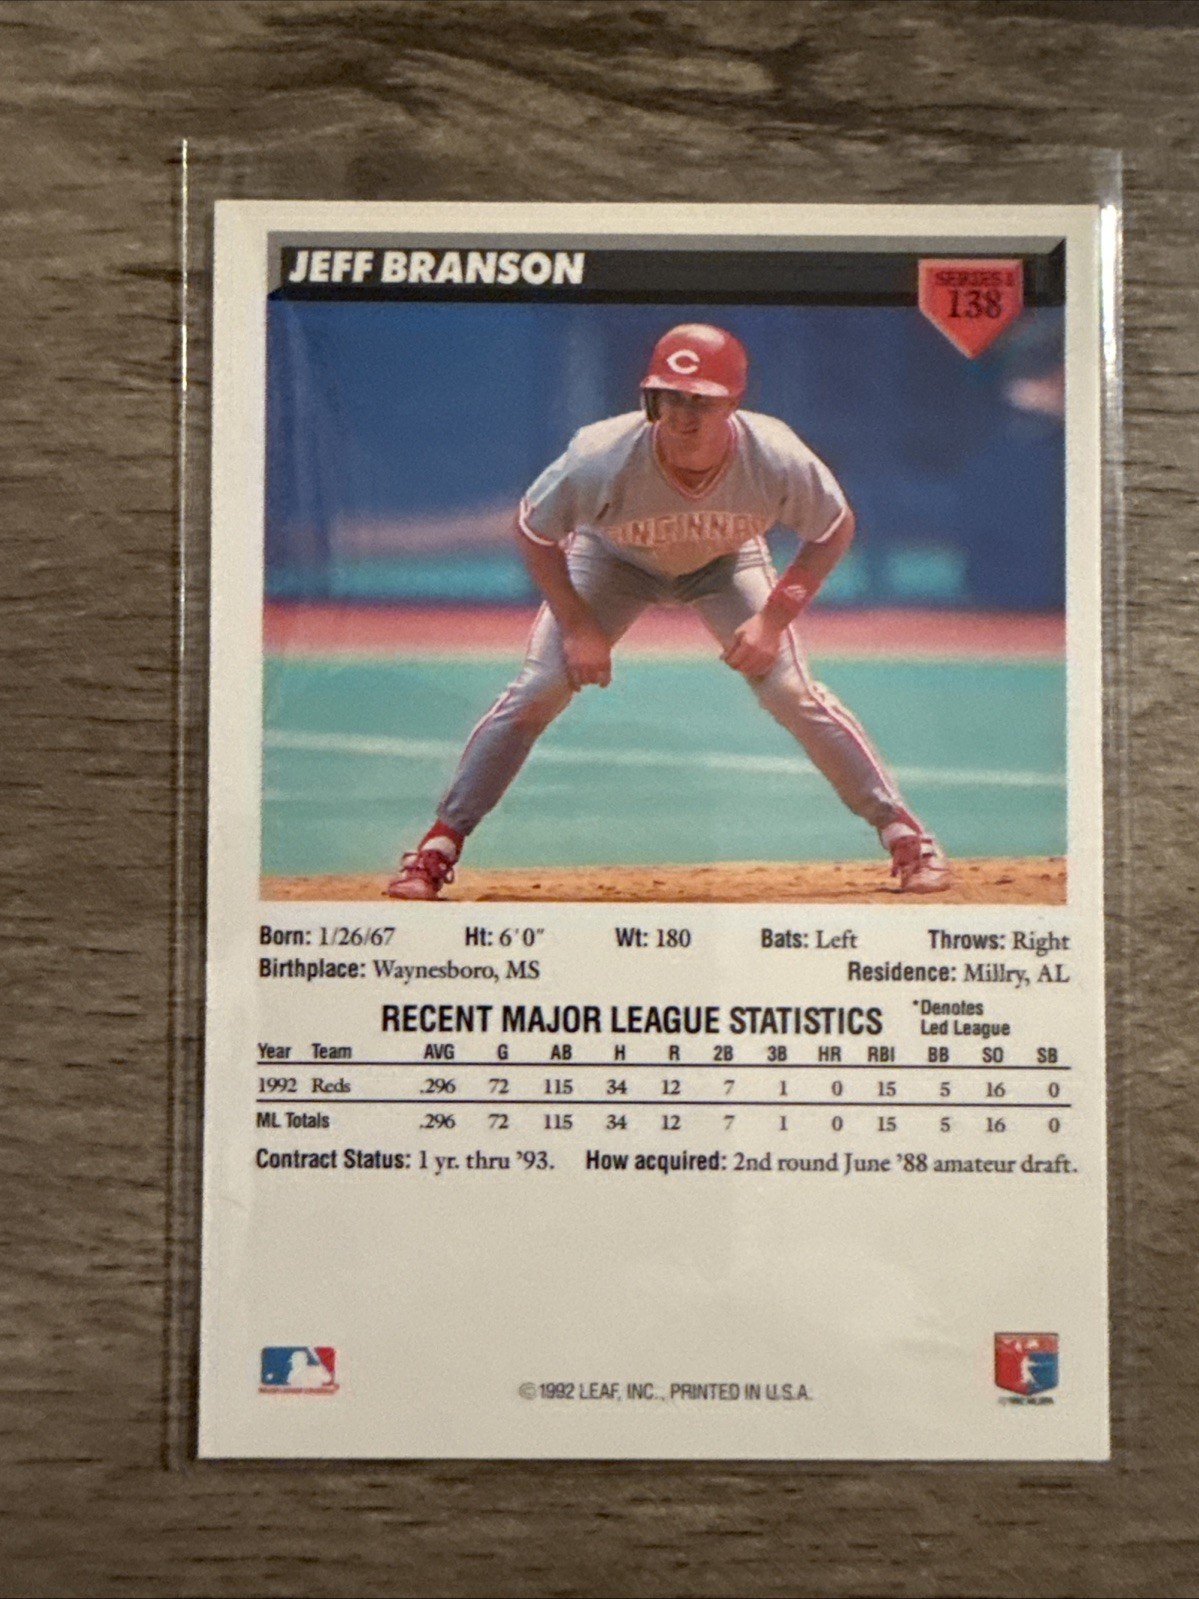 JEFF BRANSON
SERIES I
138
C
CINCINNA
Born: 1/26/67 Ht: 6'0" Wt: 180 Bats: Left Throws: Right
Birthplace: Waynesboro, MS Residence: Millry, AL
RECENT MAJOR LEAGUE STATISTICS *Denotes Led League
Year Team AVG G AB H R 2B 3B HR RBI BB SO SB
1992 Reds .296 72 115 34 12 7 1 0 15 5 16 0
ML Totals .296 72 115 34 12 7 1 0 15 5 16 0
Contract Status: 1 yr. thru '93. How acquired: 2nd round June '88 amateur draft.
©1992 LEAF, INC., PRINTED IN U.S.A.